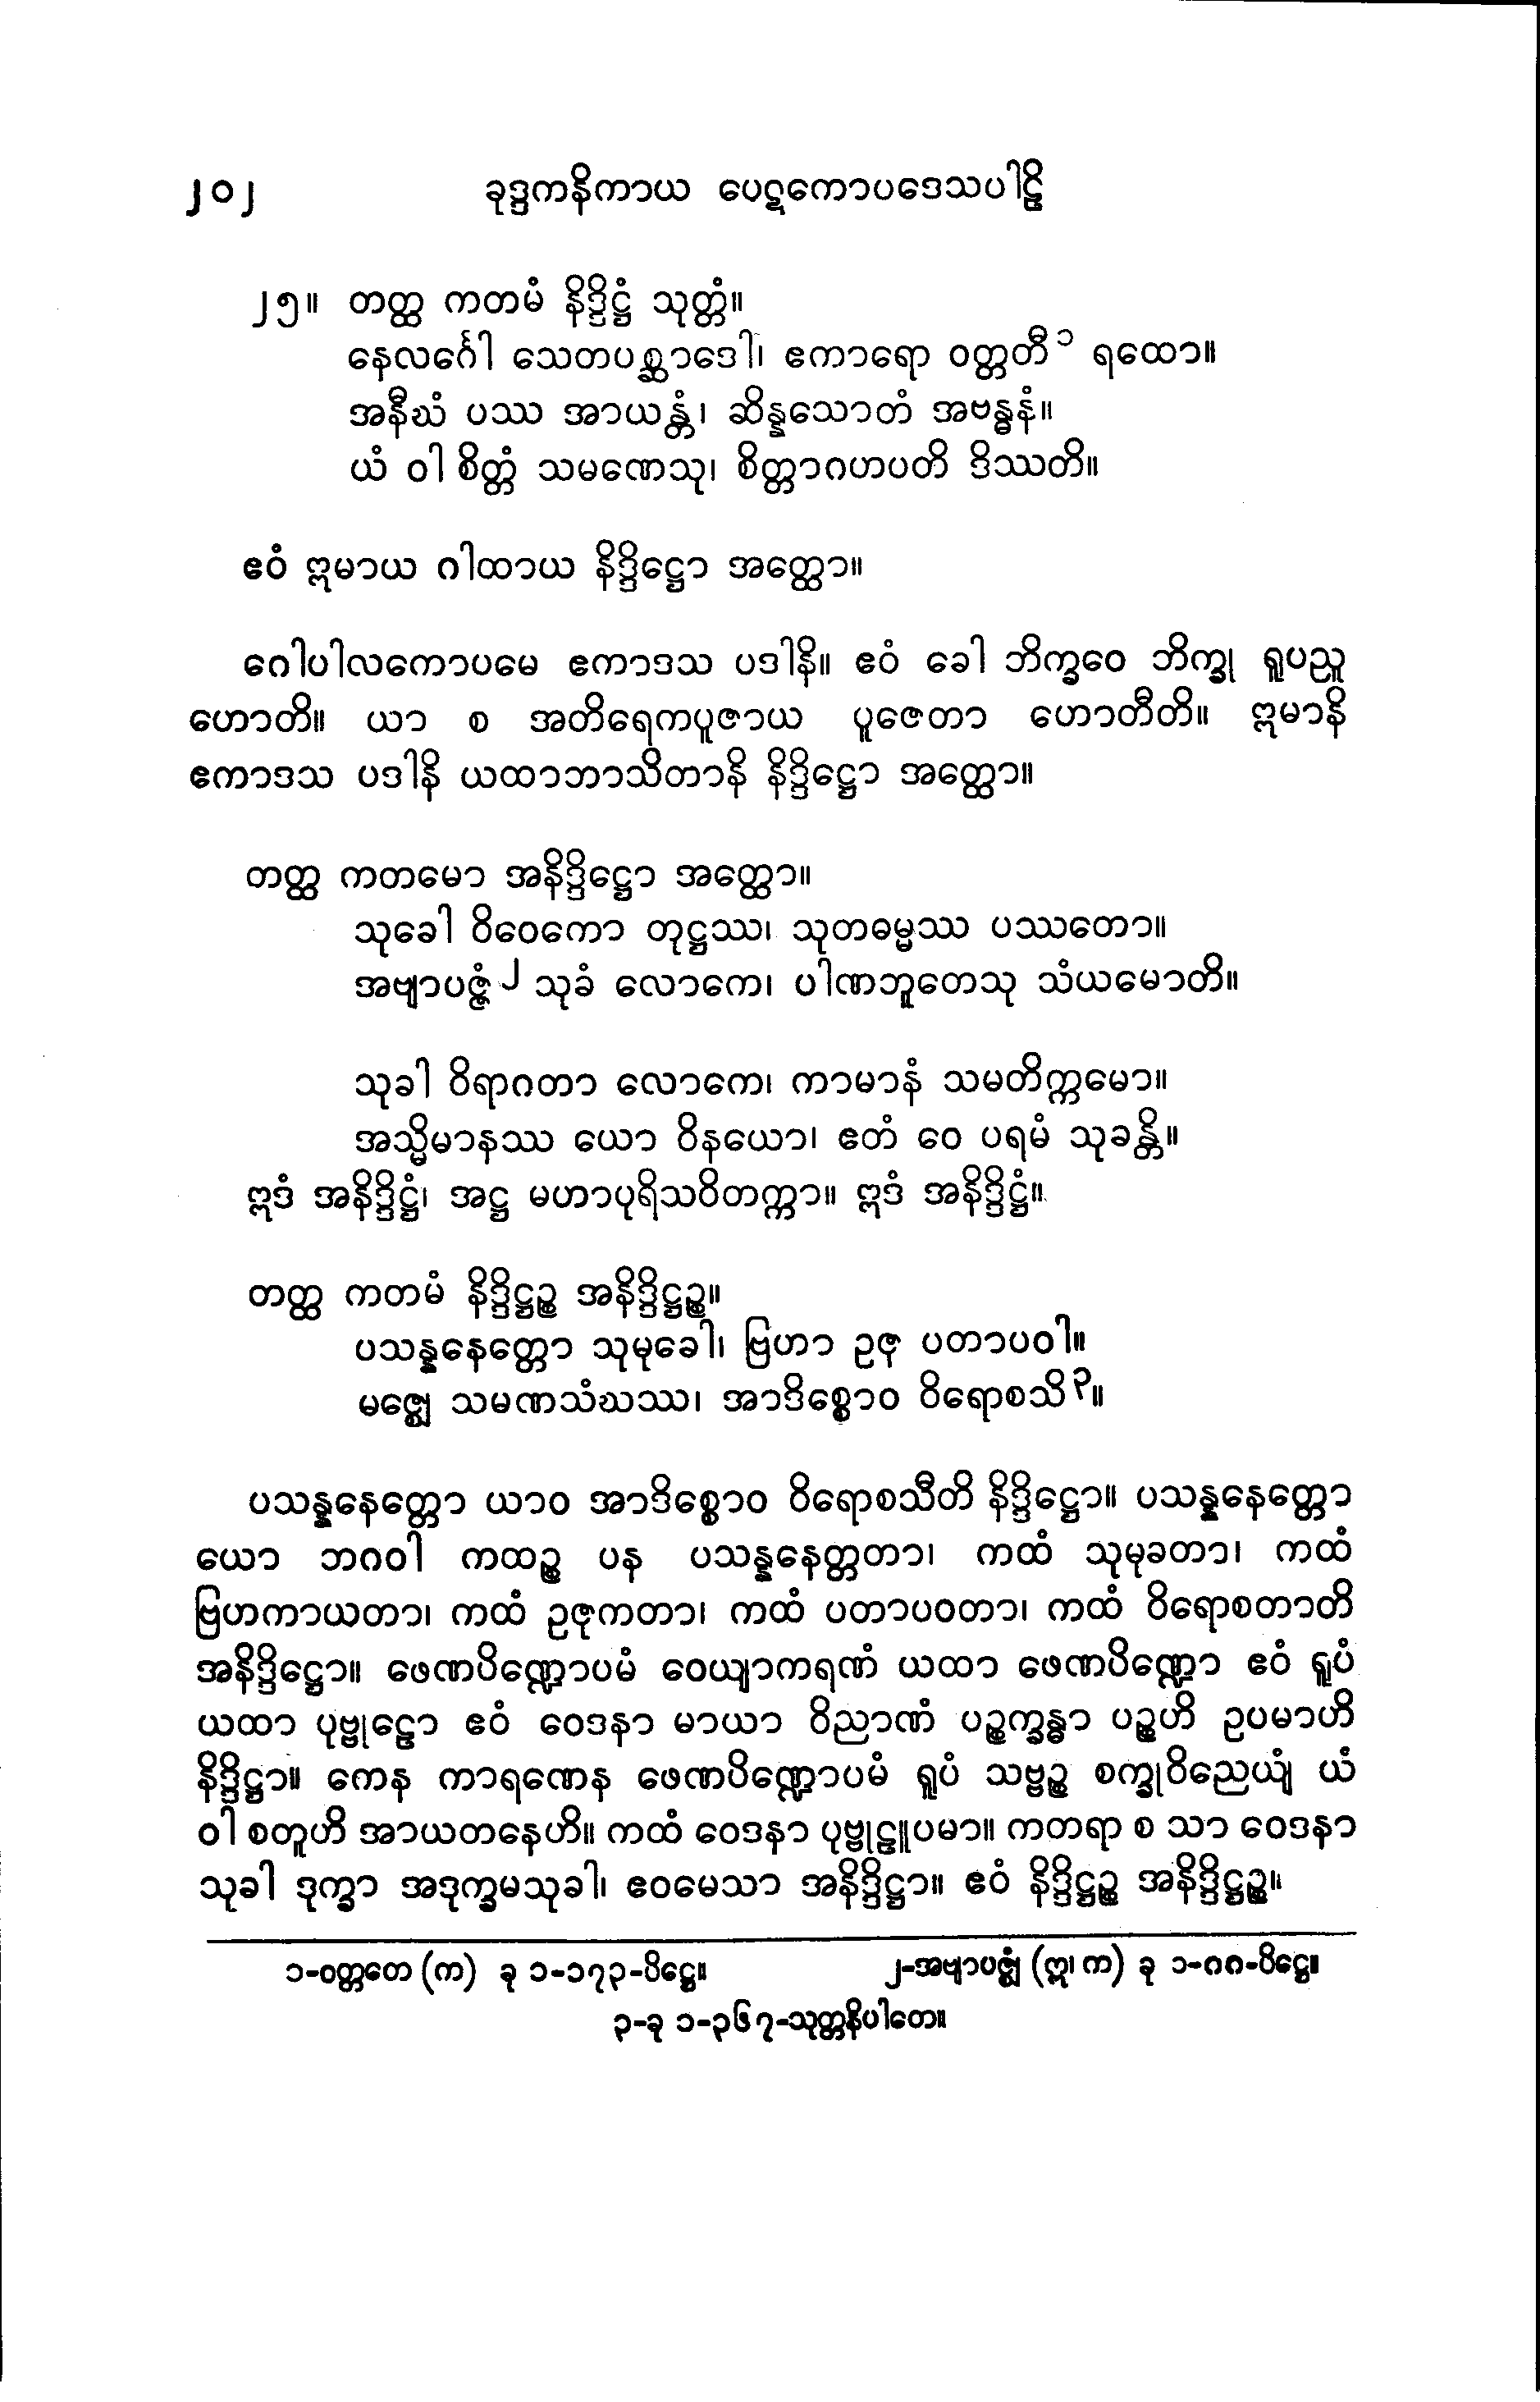 ၂၀၂ ခုဒ္ဒကနိကာယ ပေဋကောပဒေသပါဠိ
၂၅။ တတ္ထ ကတမံ နိဒ္ဒိဋ္ဌံ သုတ္တံ။
နေလင်္ဂေါ သေတပစ္ဆာဒေါ၊ ဧကာရော ဝတ္တတီ ၁ ရထော။
အနီဃံ ပဿ အာယန္တံ၊ ဆိန္နသောတံ အဗန္ဓနံ။
ယံ ဝါ စိတ္တံ သမဏေသု၊ စိတ္တာဂဟပတိ ဒိဿတိ။
ဧဝံ ဣမာယ ဂါထာယ နိဒ္ဒိဋ္ဌော အတ္ထော။
ဂေါပါလကောပမေ ဧကာဒသ ပဒါနိ။ ဧဝံ ခေါ ဘိက္ခဝေ ဘိက္ခု ရူပညူ
ဟောတိ။ ယာ စ အတိရေကပူဇာယ ပူဇေတာ ဟောတီတိ။ ဣမာနိ
ဧကာဒသ ပဒါနိ ယထာဘာသိတာနိ နိဒ္ဒိဋ္ဌော အတ္ထော။
တတ္ထ ကတမော အနိဒ္ဒိဋ္ဌော အတ္ထော။
သုခေါ ဝိဝေကော တုဋ္ဌဿ၊ သုတဓမ္မဿ ပဿတော။
အဗျာပဇ္ဇံ ၂ သုခံ လောကေ၊ ပါဏဘူတေသု သံယမောတိ။
သုခါ ဝိရာဂတာ လောကေ၊ ကာမာနံ သမတိက္ကမော။
အသ္မိမာနဿ ယော ဝိနယော၊ ဧတံ ဝေ ပရမံ သုခန္တိ။
ဣဒံ အနိဒ္ဒိဋ္ဌံ၊ အဋ္ဌ မဟာပုရိသဝိတက္ကာ။ ဣဒံ အနိဒ္ဒိဋ္ဌံ။
တတ္ထ ကတမံ နိဒ္ဒိဋ္ဌဉ္စ အနိဒ္ဒိဋ္ဌဉ္စ။
ပသန္နနေတ္တော သုမုခေါ၊ ဗြဟာ ဥဇု ပတာပဝါ။
မဇ္ဈေ သမဏသံဃဿ၊ အာဒိစ္စောဝ ဝိရောစသိ ၃။
ပသန္နနေတ္တော ယာဝ အာဒိစ္စောဝ ဝိရောစသီတိ နိဒ္ဒိဋ္ဌော။ ပသန္နနေတ္တော
ယော ဘဂဝါ ကထဉ္စ ပန ပသန္နနေတ္တတာ၊ ကထံ သုမုခတာ၊ ကထံ
ဗြဟကာယတာ၊ ကထံ ဥဇုကတာ၊ ကထံ ပတာပဝတာ၊ ကထံ ဝိရောစတာတိ
အနိဒ္ဒိဋ္ဌော။ ဖေဏပိဏ္ဍောပမံ ဝေယျာကရဏံ ယထာ ဖေဏပိဏ္ဍော ဧဝံ ရူပံ
ယထာ ပုဗ္ဗုဠှော ဧဝံ ဝေဒနာ မာယာ ဝိညာဏံ ပဉ္စက္ခန္ဓာ ပဉ္စဟိ ဥပမာဟိ
နိဒ္ဒိဋ္ဌာ။ ကေန ကာရဏေန ဖေဏပိဏ္ဍောပမံ ရူပံ သဗ္ဗဉ္စ စက္ခုဝိညေယျံ ယံ
ဝါ စတူဟိ အာယတနေဟိ။ ကထံ ဝေဒနာ ပုဗ္ဗုဠှူပမာ။ ကတရာ စ သာ ဝေဒနာ
သုခါ ဒုက္ခာ အဒုက္ခမသုခါ၊ ဧဝမေသာ အနိဒ္ဒိဋ္ဌာ။ ဧဝံ နိဒ္ဒိဋ္ဌဉ္စ အနိဒ္ဒိဋ္ဌဉ္စ။
၁-ဝတ္တတေ (က) ခု ၁-၁၇၃-ပိဋ္ဌေ။ ၂-အဗျာပဇ္ဈံ (ဣ၊ က) ခု ၁-၈၈-ပိဋ္ဌေ။
၃-ခု ၁-၃၆၇-သုတ္တနိပါတေ။